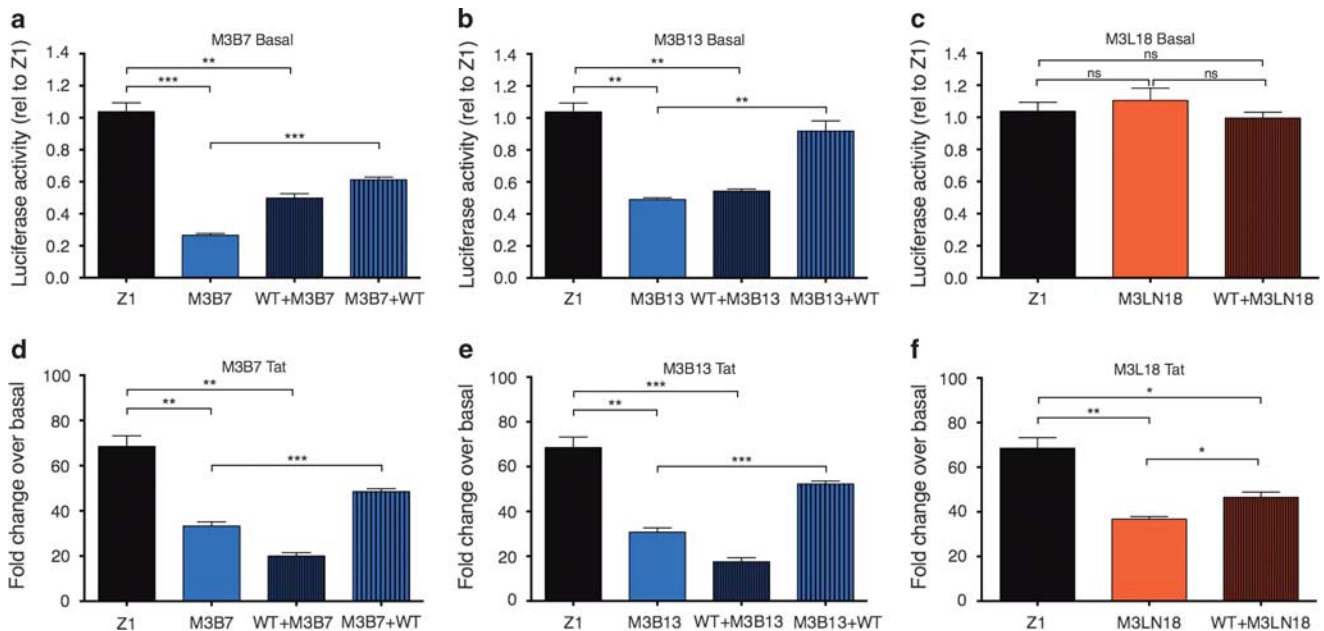 a
M3B7 Basal
Luciferase activity (rel to Z1)
1.4
1.2
1.0
0.8
0.6
0.4
0.2
0.0
**
***
***
Z1 M3B7 WT+M3B7 M3B7+WT
b
M3B13 Basal
Luciferase activity (rel to Z1)
1.4
1.2
1.0
0.8
0.6
0.4
0.2
0.0
**
**
**
Z1 M3B13 WT+M3B13 M3B13+WT
c
M3L18 Basal
Luciferase activity (rel to Z1)
1.4
1.2
1.0
0.8
0.6
0.4
0.2
0.0
ns
ns ns
Z1 M3LN18 WT+M3LN18
d
M3B7 Tat
Fold change over basal
100
80
60
40
20
0
**
**
***
Z1 M3B7 WT+M3B7 M3B7+WT
e
M3B13 Tat
Fold change over basal
100
80
60
40
20
0
***
**
***
Z1 M3B13 WT+M3B13 M3B13+WT
f
M3L18 Tat
Fold change over basal
100
80
60
40
20
0
*
**
*
Z1 M3LN18 WT+M3LN18